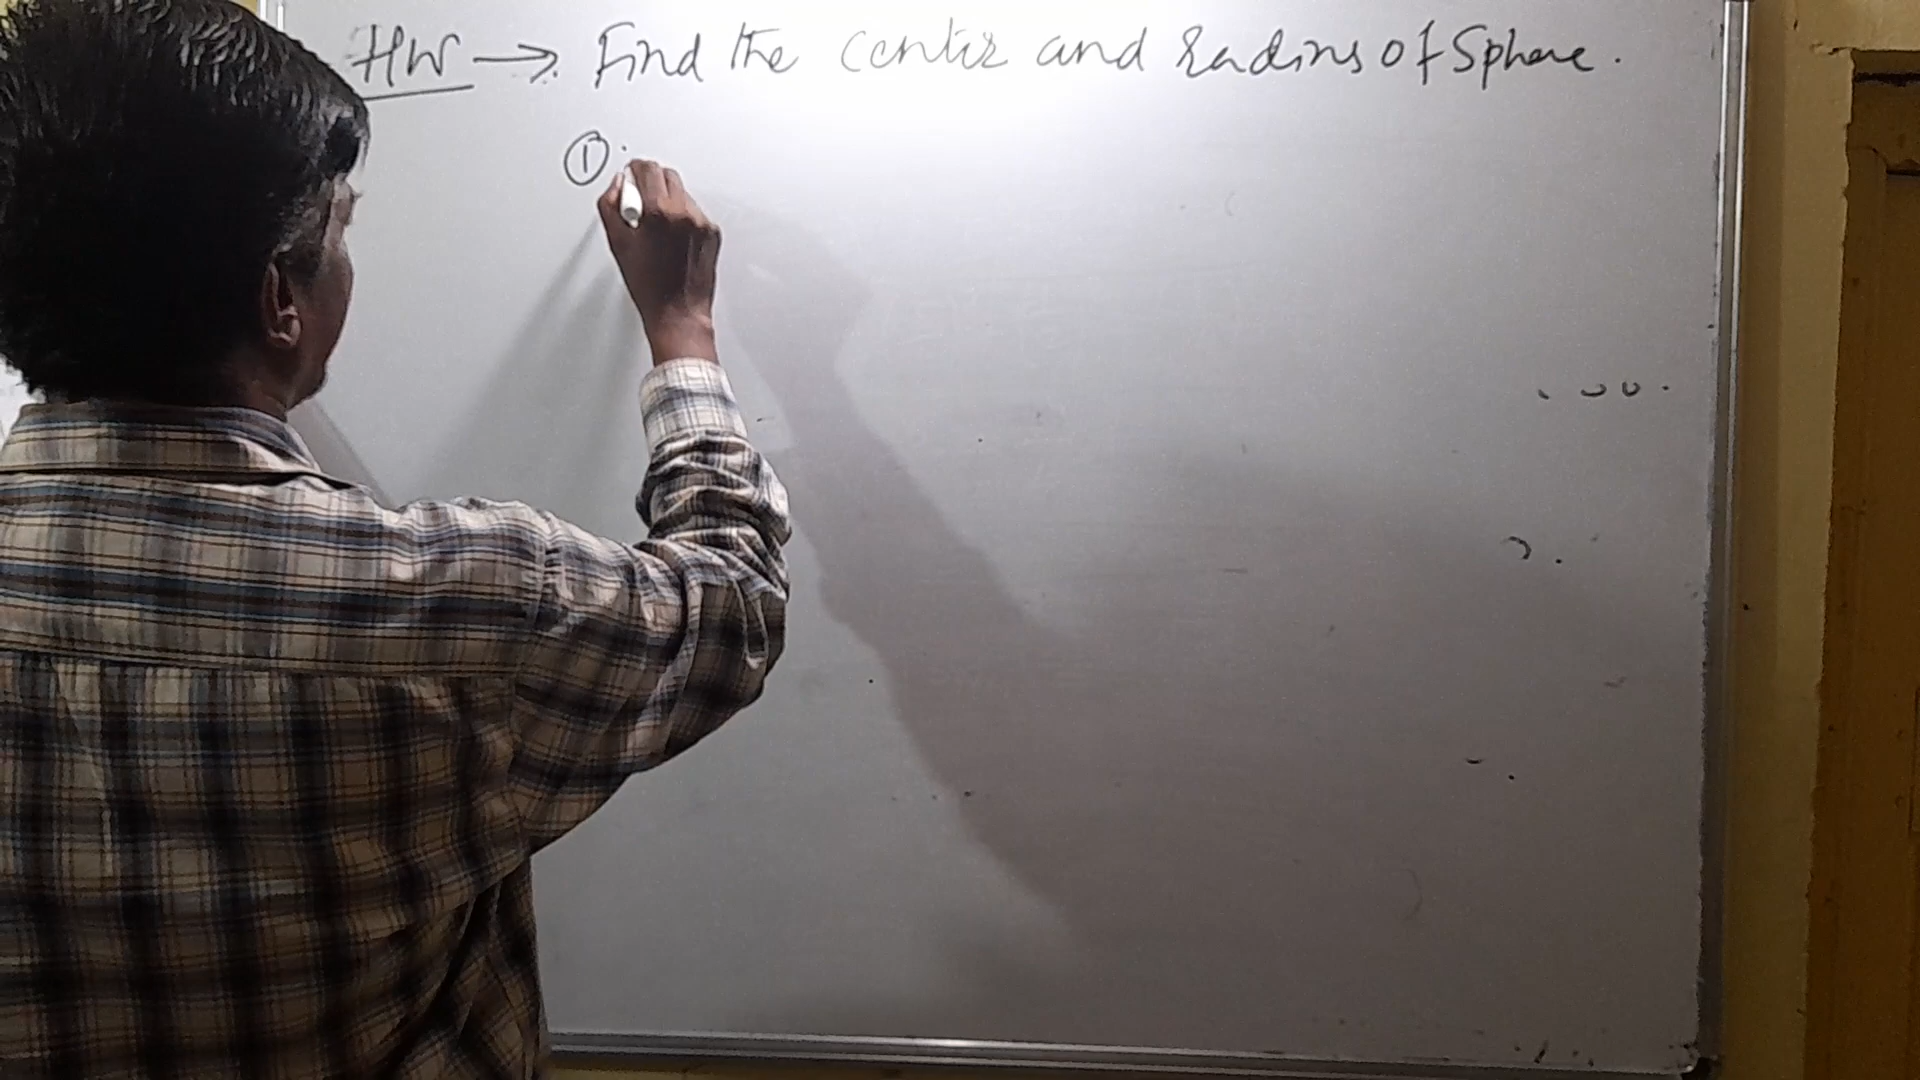 HW → Find the Center and Radius of Sphere.
①